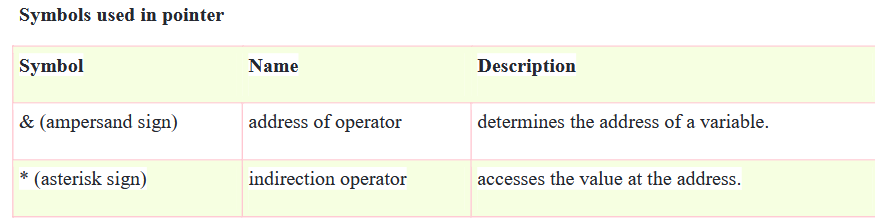 Symbols used in pointer
Symbol Name Description
& (ampersand sign) address of operator determines the address of a variable.
* (asterisk sign) indirection operator accesses the value at the address.